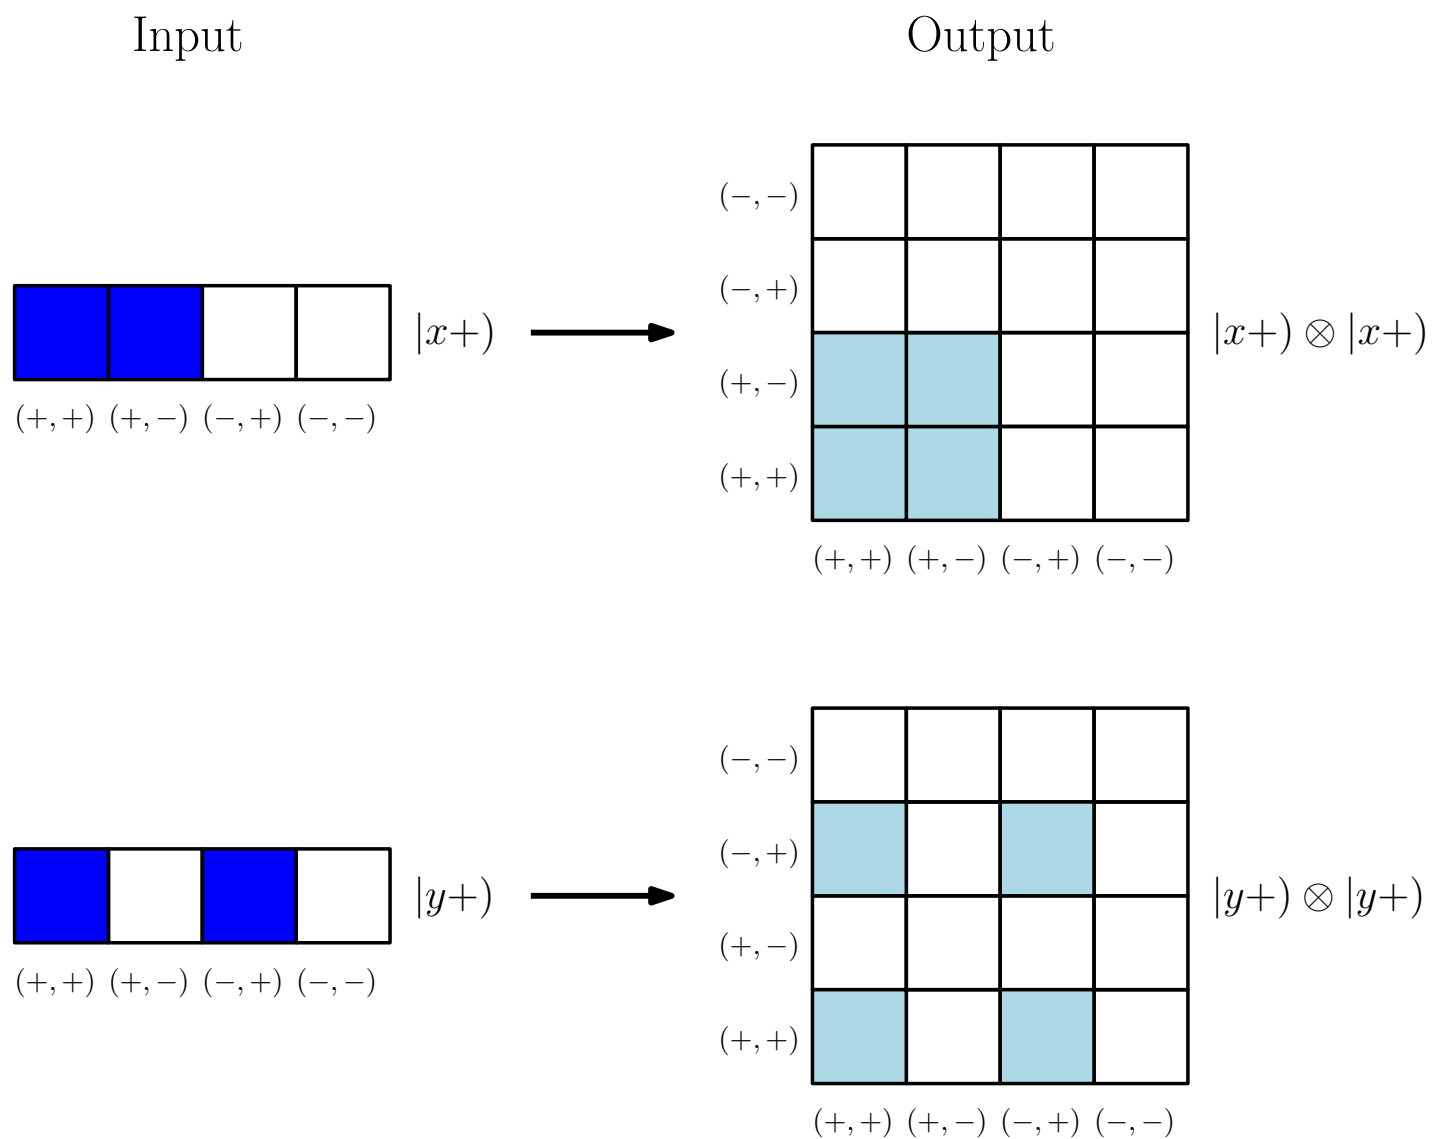 Input Output
(−, −)
(−, +)
|x+) |x+) ⊗ |x+)
(+, −)
(+, +) (+, −) (−, +) (−, −)
(+, +)
(+, +) (+, −) (−, +) (−, −)
(−, −)
(−, +)
|y+) |y+) ⊗ |y+)
(+, −)
(+, +) (+, −) (−, +) (−, −)
(+, +)
(+, +) (+, −) (−, +) (−, −)